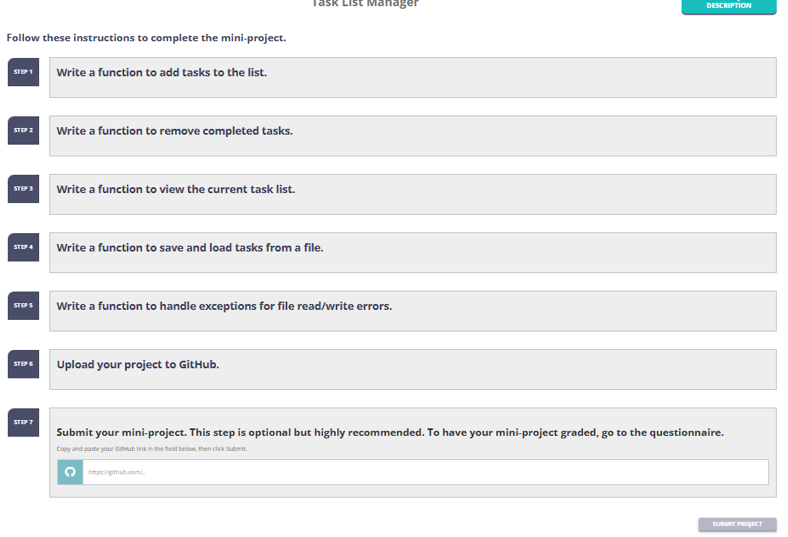 Task List Manager
DESCRIPTION
Follow these instructions to complete the mini-project.
STEP 1
Write a function to add tasks to the list.
STEP 2
Write a function to remove completed tasks.
STEP 3
Write a function to view the current task list.
STEP 4
Write a function to save and load tasks from a file.
STEP 5
Write a function to handle exceptions for file read/write errors.
STEP 6
Upload your project to GitHub.
STEP 7
Submit your mini-project. This step is optional but highly recommended. To have your mini-project graded, go to the questionnaire.
Copy and paste your GitHub link in the field below, then click Submit.
https://github.com/..
SUBMIT PROJECT